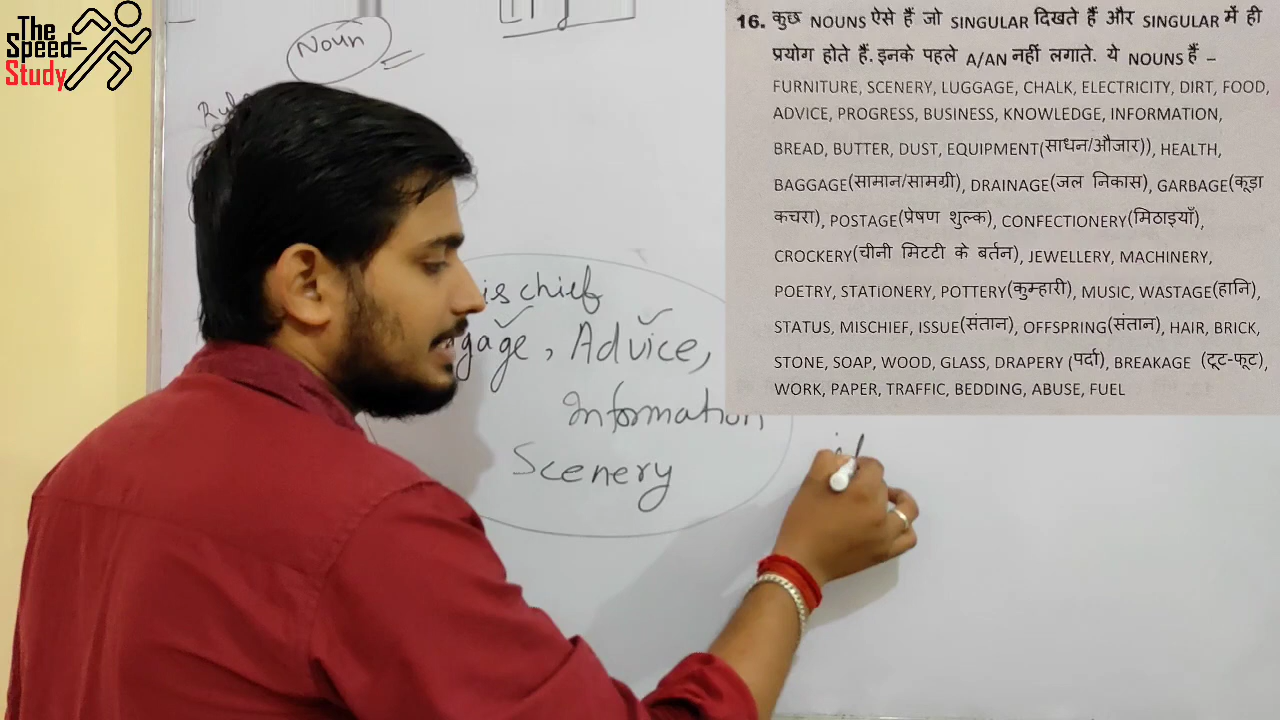 The
Speed
Study
Noun
ischief
gage, Advice,
Information
Scenery
16. कुछ NOUNS ऐसे हैं जो SINGULAR दिखते हैं और SINGULAR में ही
प्रयोग होते हैं. इनके पहले A/AN नहीं लगाते. ये NOUNS हैं –
FURNITURE, SCENERY, LUGGAGE, CHALK, ELECTRICITY, DIRT, FOOD,
ADVICE, PROGRESS, BUSINESS, KNOWLEDGE, INFORMATION,
BREAD, BUTTER, DUST, EQUIPMENT(साधन/औजार)), HEALTH,
BAGGAGE(सामान/सामग्री), DRAINAGE(जल निकास), GARBAGE(कूड़ा
कचरा), POSTAGE(प्रेषण शुल्क), CONFECTIONERY(मिठाइयाँ),
CROCKERY(चीनी मिटटी के बर्तन), JEWELLERY, MACHINERY,
POETRY, STATIONERY, POTTERY(कुम्हारी), MUSIC, WASTAGE(हानि),
STATUS, MISCHIEF, ISSUE(संतान), OFFSPRING(संतान), HAIR, BRICK,
STONE, SOAP, WOOD, GLASS, DRAPERY (पर्दा), BREAKAGE (टूट-फूट),
WORK, PAPER, TRAFFIC, BEDDING, ABUSE, FUEL